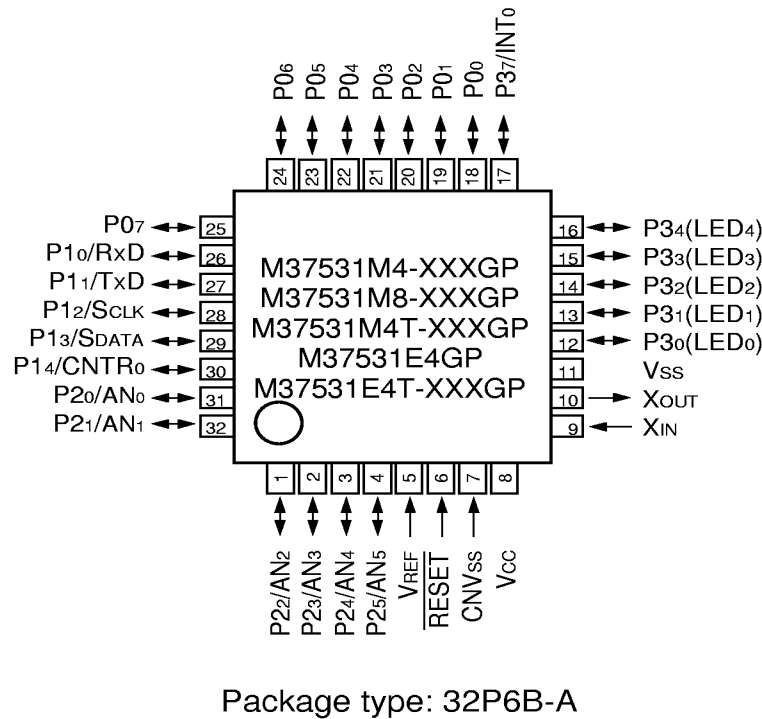 P06
P05
P04
P03
P02
P01
P00
P37/INT0
24
23
22
21
20
19
18
17
P07 25
P10/RxD 26
P11/TxD 27
P12/SCLK 28
P13/SDATA 29
P14/CNTR0 30
P20/AN0 31
P21/AN1 32
M37531M4-XXXGP
M37531M8-XXXGP
M37531M4T-XXXGP
M37531E4GP
M37531E4T-XXXGP
16 P34(LED4)
15 P33(LED3)
14 P32(LED2)
13 P31(LED1)
12 P30(LED0)
11 VSS
10 XOUT
9 XIN
1
2
3
4
5
6
7
8
P22/AN2
P23/AN3
P24/AN4
P25/AN5
VREF
RESET
CNVSS
VCC
Package type: 32P6B-A